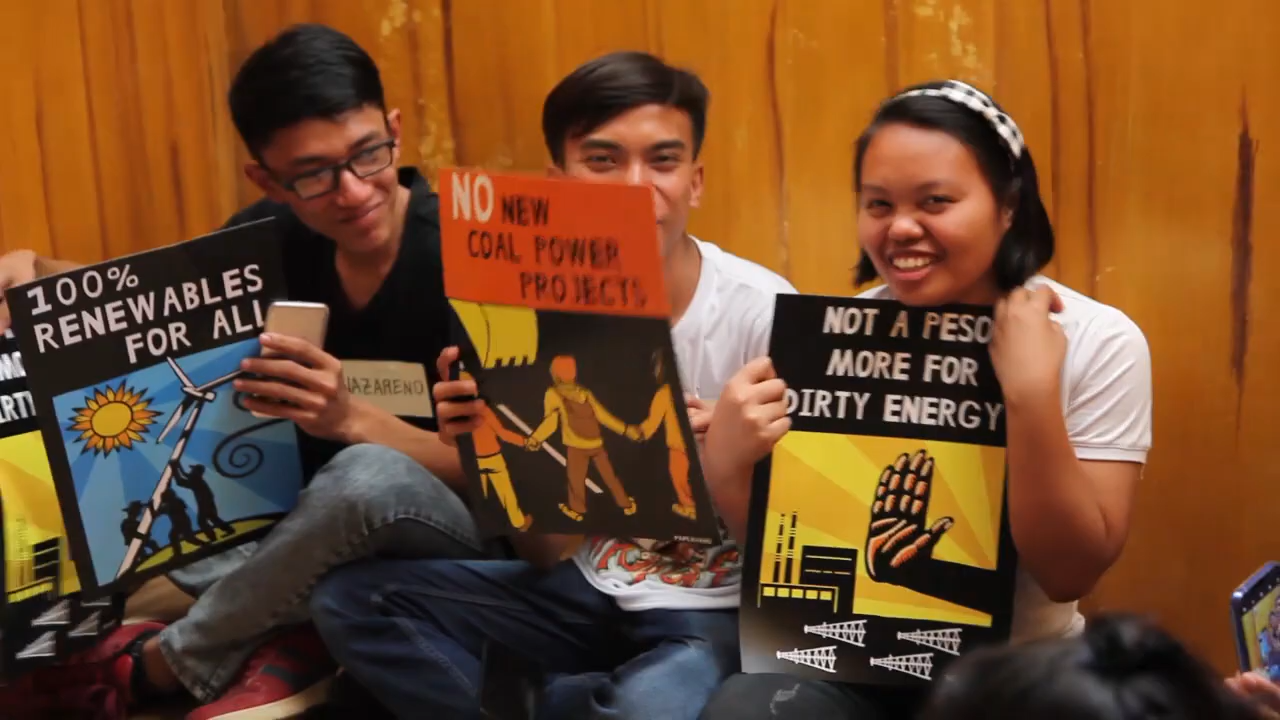 100%
RENEWABLES
FOR ALL
NO NEW
COAL POWER
PROJECTS
NAZARENO
NOT A PESO
MORE FOR
DIRTY ENERGY